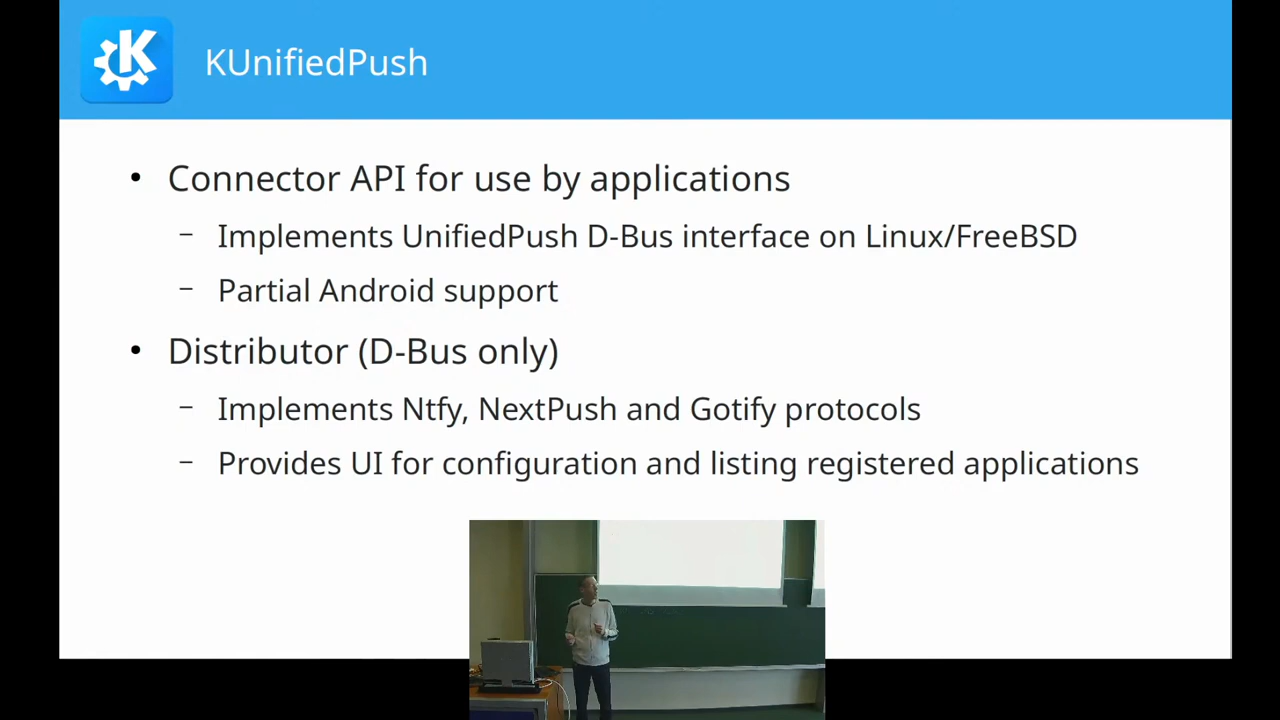 KUnifiedPush
• Connector API for use by applications
– Implements UnifiedPush D-Bus interface on Linux/FreeBSD
– Partial Android support
• Distributor (D-Bus only)
– Implements Ntfy, NextPush and Gotify protocols
– Provides UI for configuration and listing registered applications